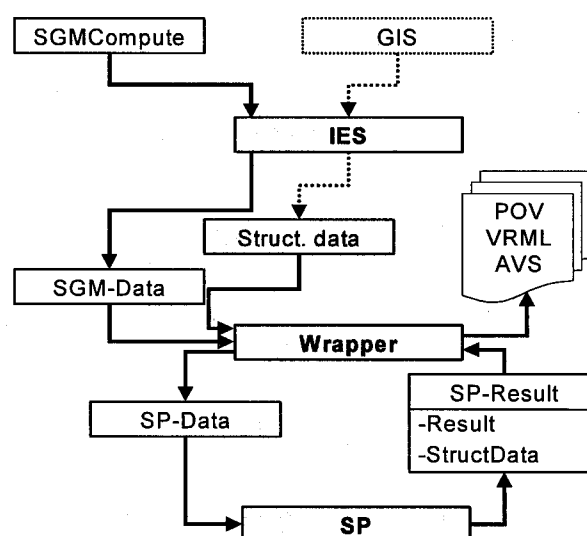 SGMCompute
GIS
IES
POV
VRML
AVS
Struct. data
SGM-Data
Wrapper
SP-Result
-Result
-StructData
SP-Data
SP